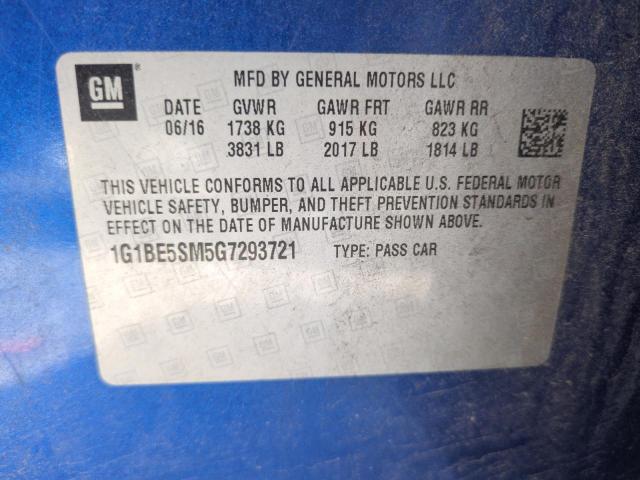 GM ®
MFD BY GENERAL MOTORS LLC
DATE GVWR GAWR FRT GAWR RR
06/16 1738 KG 915 KG 823 KG
3831 LB 2017 LB 1814 LB
THIS VEHICLE CONFORMS TO ALL APPLICABLE U.S. FEDERAL MOTOR
VEHICLE SAFETY, BUMPER, AND THEFT PREVENTION STANDARDS IN
EFFECT ON THE DATE OF MANUFACTURE SHOWN ABOVE.
1G1BE5SM5G7293721 TYPE: PASS CAR